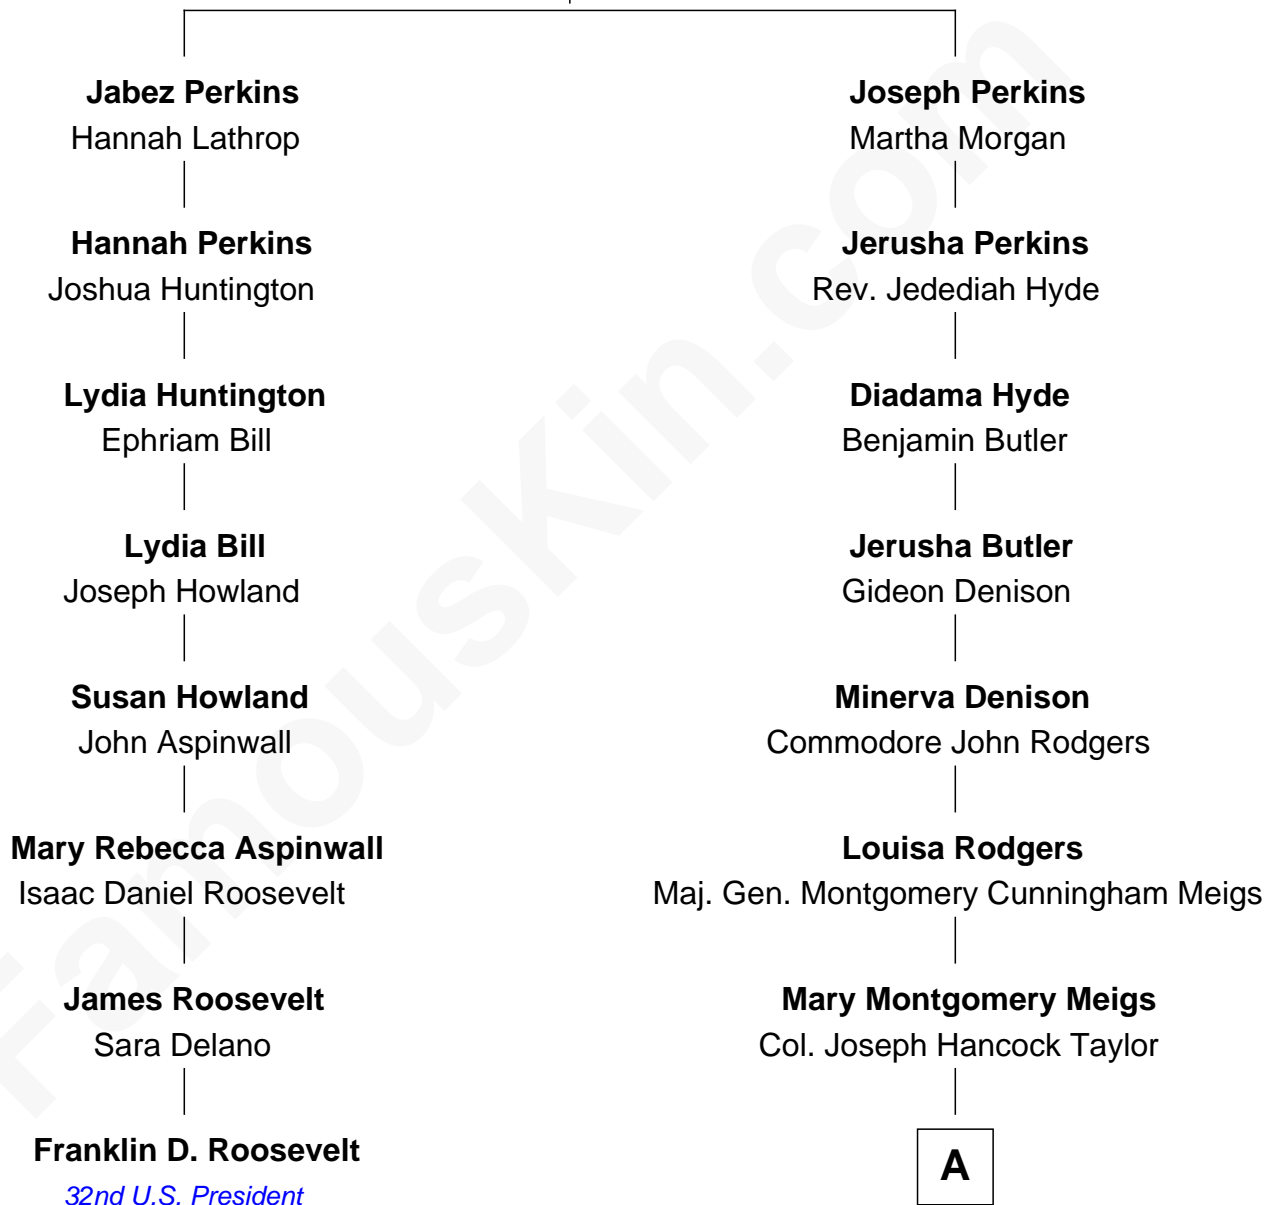 Jabez Perkins
Hannah Lathrop
Hannah Perkins
Joshua Huntington
Lydia Huntington
Ephriam Bill
Lydia Bill
Joseph Howland
Susan Howland
John Aspinwall
Mary Rebecca Aspinwall
Isaac Daniel Roosevelt
James Roosevelt
Sara Delano
Franklin D. Roosevelt
32nd U.S. President
Joseph Perkins
Martha Morgan
Jerusha Perkins
Rev. Jedediah Hyde
Diadama Hyde
Benjamin Butler
Jerusha Butler
Gideon Denison
Minerva Denison
Commodore John Rodgers
Louisa Rodgers
Maj. Gen. Montgomery Cunningham Meigs
Mary Montgomery Meigs
Col. Joseph Hancock Taylor
A
FamousKin.com